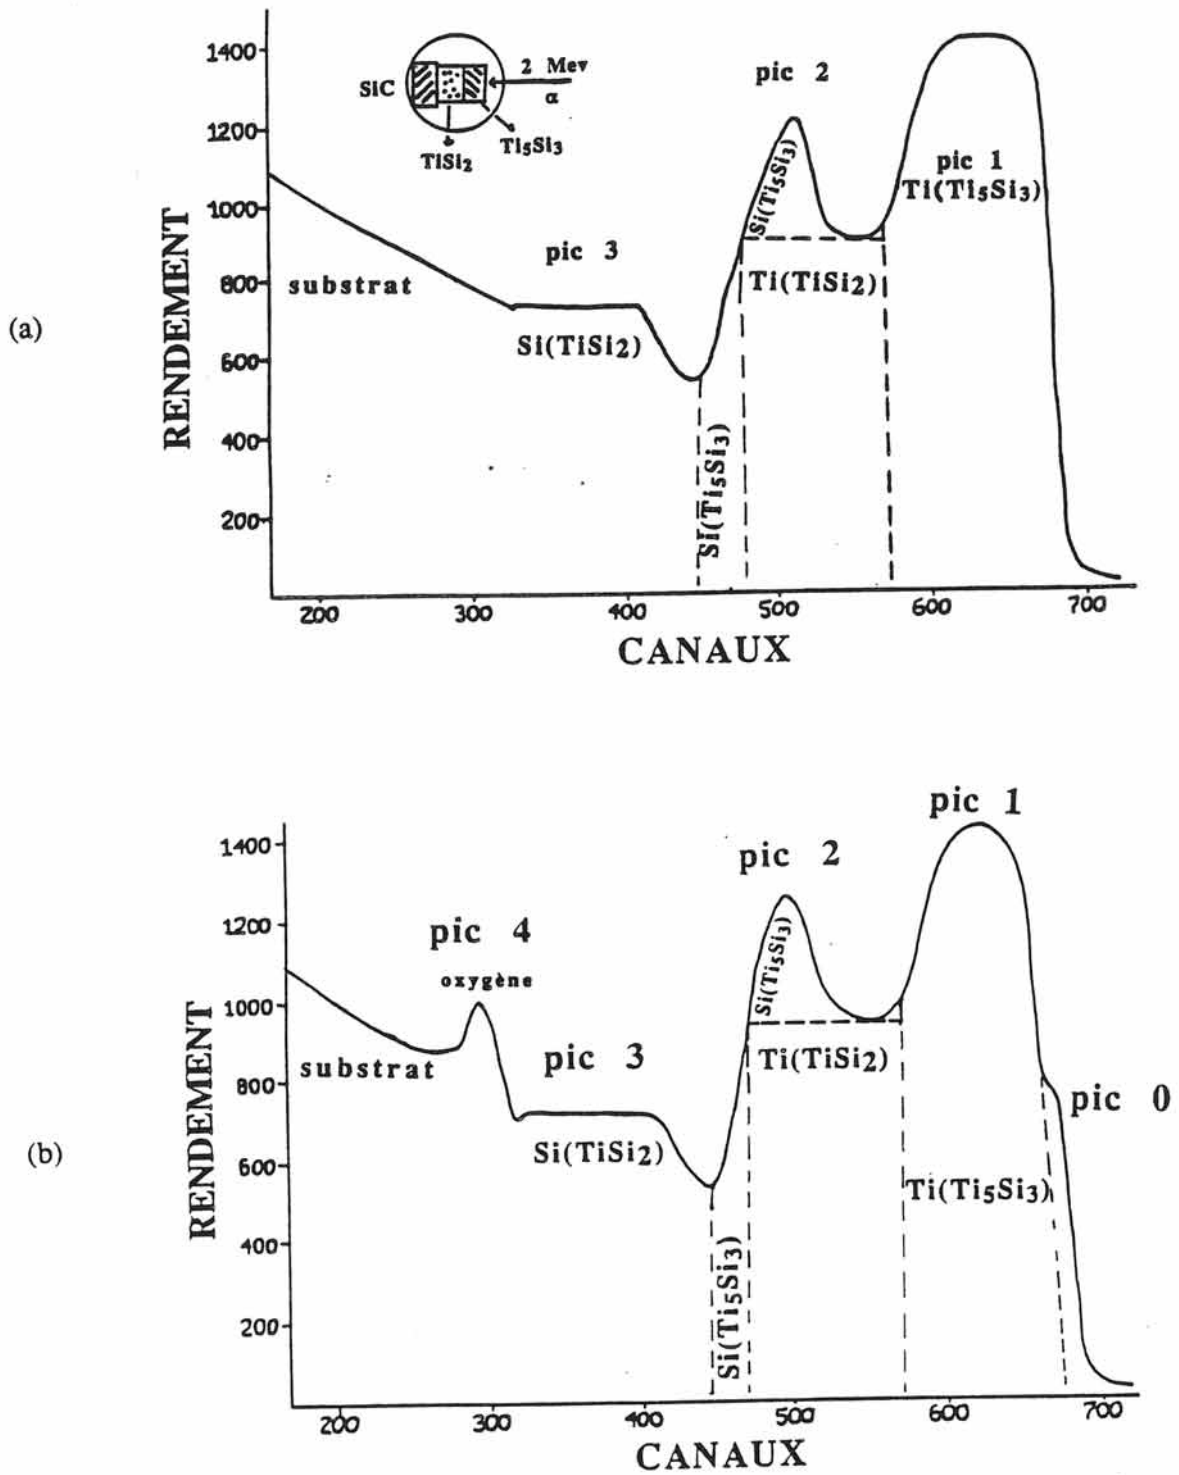 (a)
RENDEMENT
1400
1200
1000
800
600
400
200
SiC
2 Mev
α
TiSi2
Ti5Si3
pic 2
pic 1
Ti(Ti5Si3)
Si(Ti5Si3)
pic 3
substrat
Ti(TiSi2)
Si(TiSi2)
Si(Ti5Si3)
200 300 400 500 600 700
CANAUX
(b)
RENDEMENT
1400
1200
1000
800
600
400
200
pic 1
pic 2
pic 4
oxygène
Si(Ti5Si3)
pic 3
substrat
Ti(TiSi2)
pic 0
Si(TiSi2)
Ti(Ti5Si3)
Si(Ti5Si3)
200 300 400 500 600 700
CANAUX